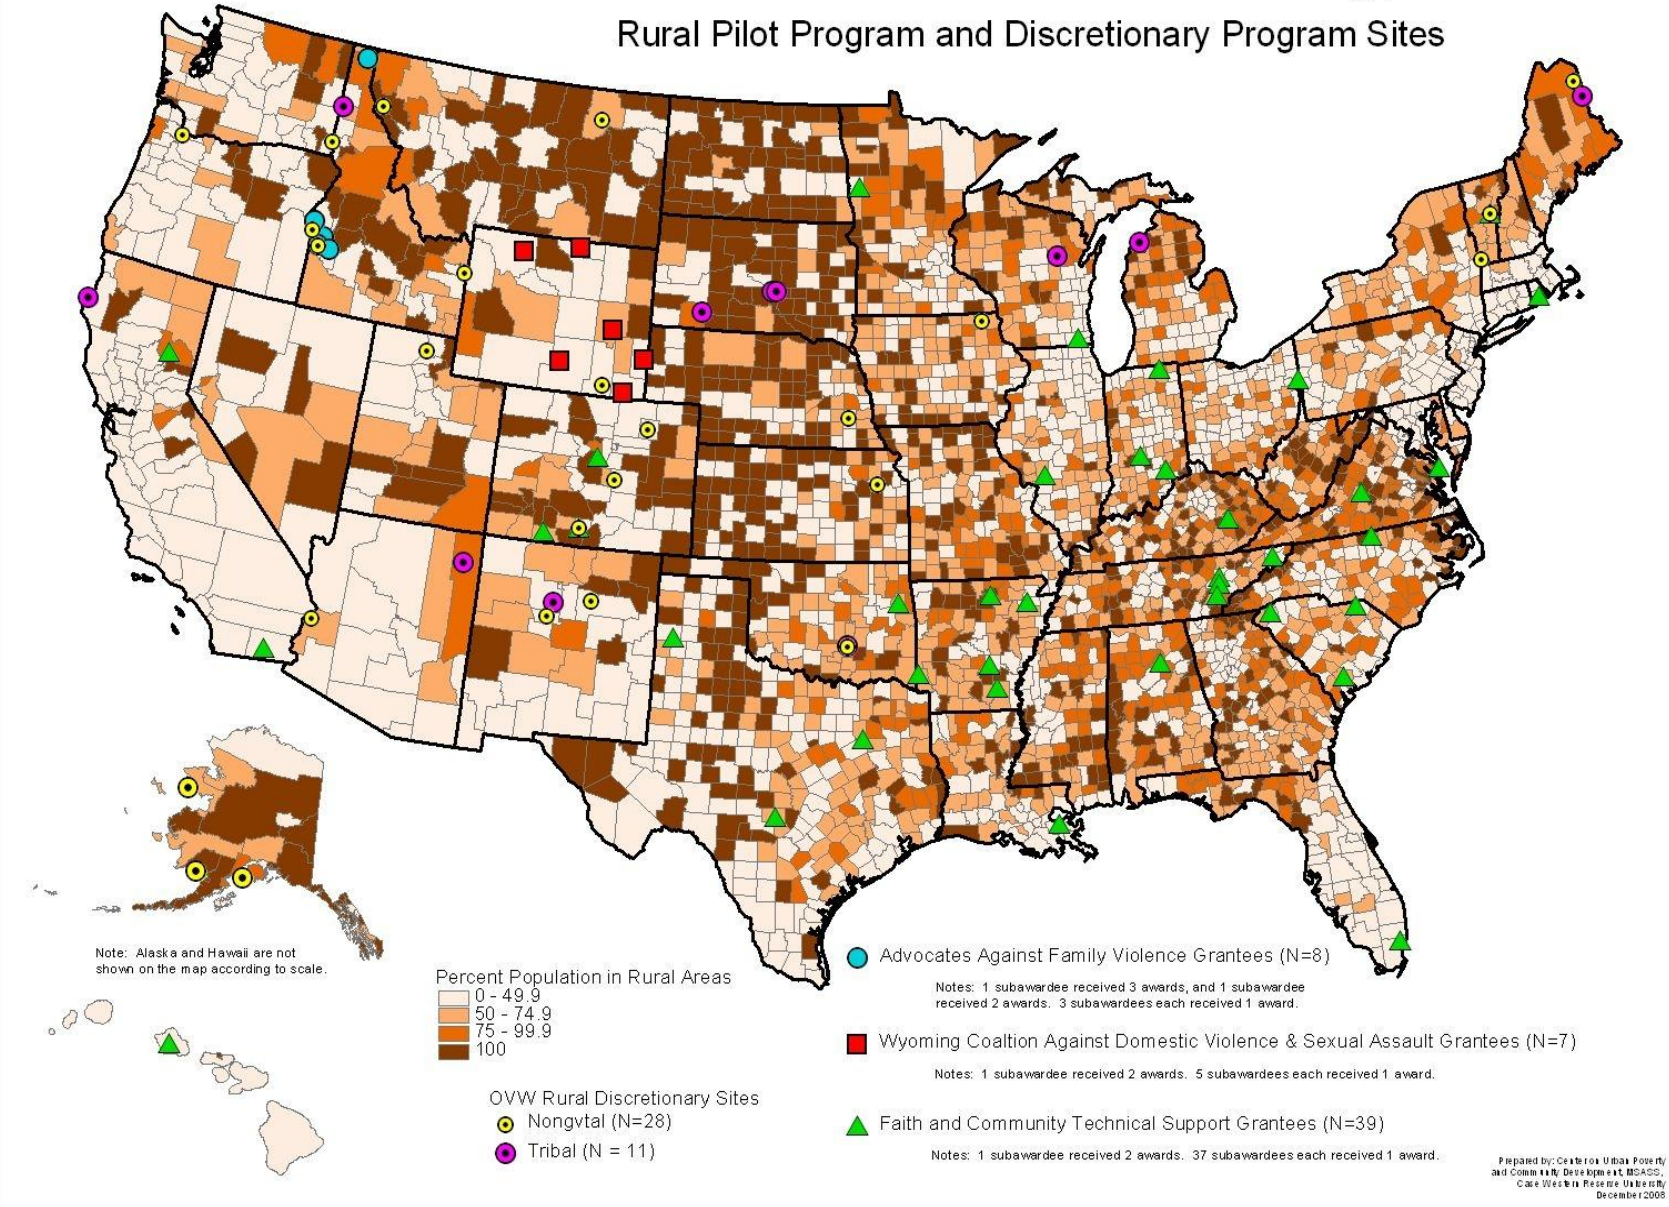 Rural Pilot Program and Discretionary Program Sites
Note: Alaska and Hawaii are not
shown on the map according to scale.
Percent Population in Rural Areas
0 - 49.9
50 - 74.9
75 - 99.9
100
OVW Rural Discretionary Sites
Nongvtal (N=28)
Tribal (N = 11)
Advocates Against Family Violence Grantees (N=8)
Notes: 1 subawardee received 3 awards, and 1 subawardee
received 2 awards. 3 subawardees each received 1 award.
Wyoming Coaltion Against Domestic Violence & Sexual Assault Grantees (N=7)
Notes: 1 subawardee received 2 awards. 5 subawardees each received 1 award.
Faith and Community Technical Support Grantees (N=39)
Notes: 1 subawardee received 2 awards. 37 subawardees each received 1 award.
Prepared by: Center on Urban Poverty
and Community Development, MSASS,
Case Western Reserve University
December 2008